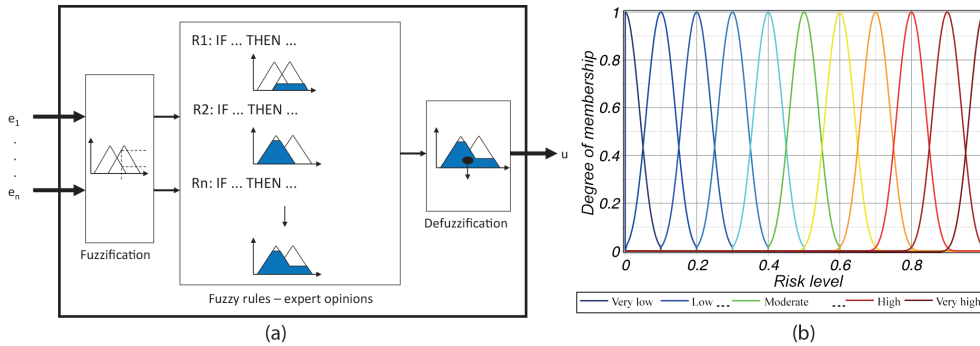 R1: IF ... THEN ...
R2: IF ... THEN ...
Rn: IF ... THEN ...
e1
.
.
.
en
u
Fuzzification
Defuzzification
Fuzzy rules – expert opinions
(a)
Degree of membership
1
0.8
0.6
0.4
0.2
0
0 0.2 0.4 0.6 0.8
Risk level
Very low Low ... Moderate ... High Very high
(b)